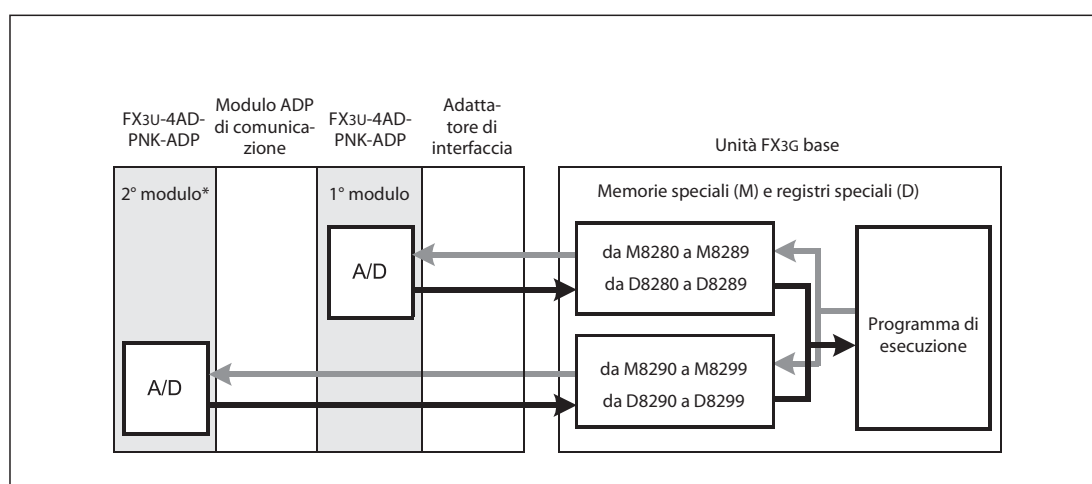 FX3U-4AD-
PNK-ADP
Modulo ADP
di comunica-
zione
FX3U-4AD-
PNK-ADP
Adatta-
tore di
interfaccia
Unità FX3G base
2° modulo*
1° modulo
Memorie speciali (M) e registri speciali (D)
A/D
da M8280 a M8289
da D8280 a D8289
Programma di
esecuzione
A/D
da M8290 a M8299
da D8290 a D8299